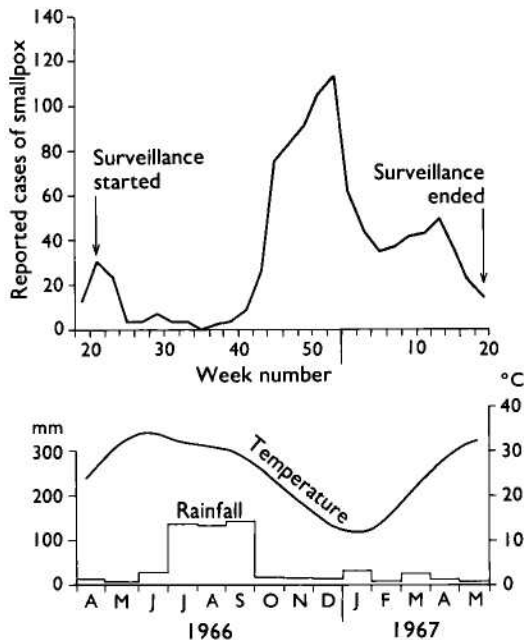 Reported cases of smallpox
140
120
100
80
60
40
20
0
Surveillance
started
Surveillance
ended
20 30 40 50 10 20
Week number
mm
300
200
100
0
°C
40
30
20
10
0
Temperature
Rainfall
A M J J A S O N D J F M A M
1966 1967